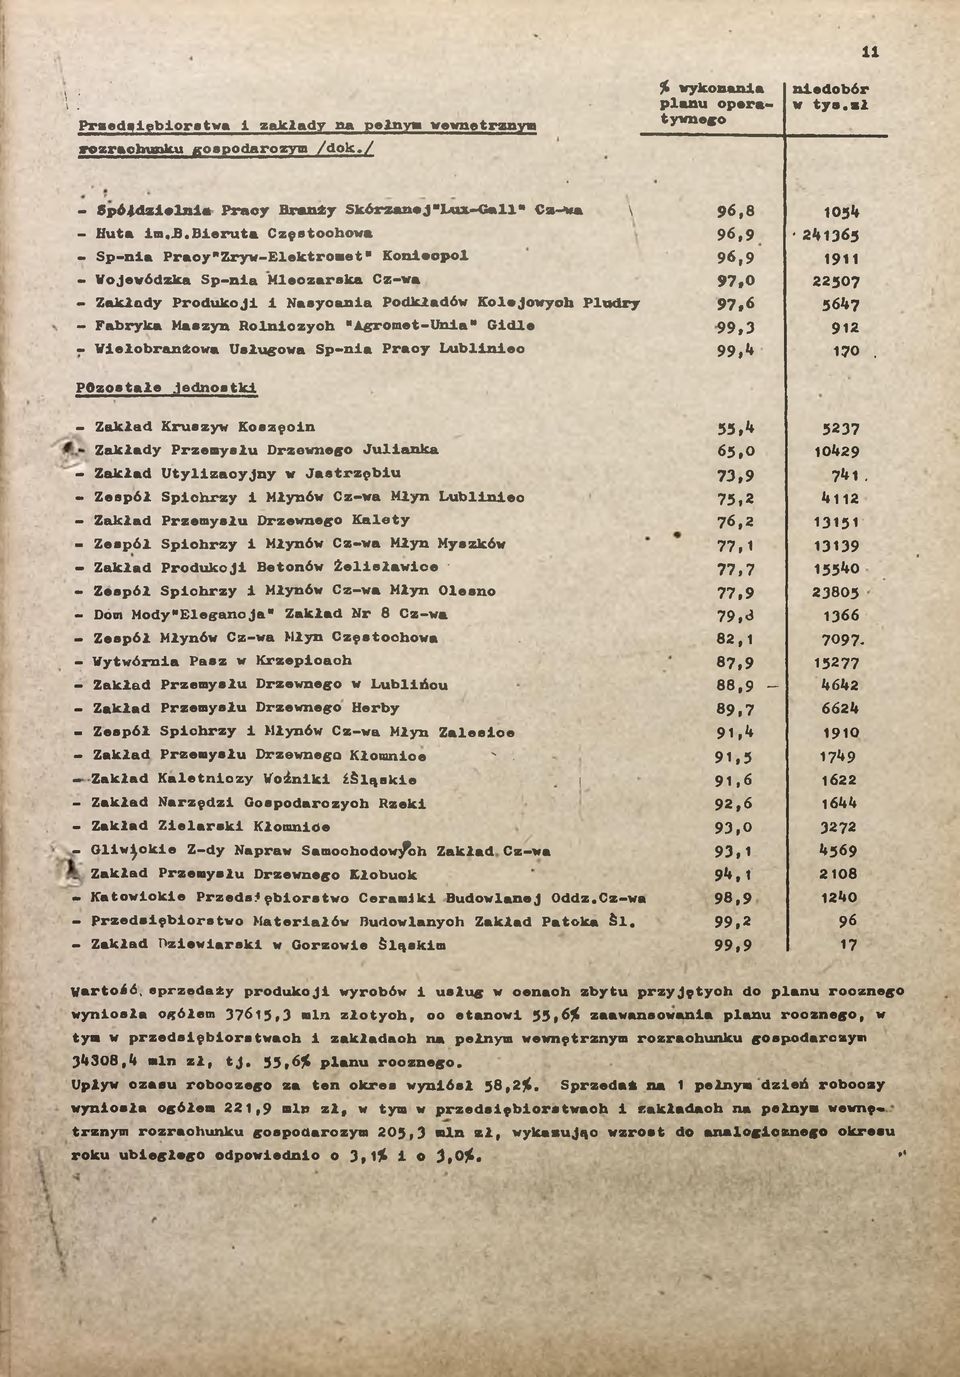 11
% wykonania planu opera- tywnego
niedobór w tys.zł
Przedsiębiorstwa i zakłady na pełnym wewnętrznym
rozrachunku gospodarczym /dok./
- Spółdzielnia Pracy Branży Skórzanej"Lux-Gall" Cz-wa 96,8 1054
- Huta im.B.Bieruta Częstochowa 96,9 241365
- Sp-nia Pracy"Zryw-Elektromet" Koniecpol 96,9 1911
- Wojewódzka Sp-nia Mleczarska Cz-wa 97,0 22507
- Zakłady Produkcji i Nasycania Podkładów Kolejowych Pludry 97,6 5647
- Fabryka Maszyn Rolniczych "Agromet-Unia" Gidle 99,3 912
- Wielobranżowa Usługowa Sp-nia Pracy Lubliniec 99,4 170
POzostałe jednostki
- Zakład Kruszyw Koszęcin 55,4 5237
- Zakłady Przemysłu Drzewnego Julianka 65,0 10429
- Zakład Utylizacyjny w Jastrzębiu 73,9 741
- Zespół Spichrzy i Młynów Cz-wa Młyn Lubliniec 75,2 4112
- Zakład Przemysłu Drzewnego Kalety 76,2 13151
- Zespół Spichrzy i Młynów Cz-wa Młyn Myszków 77,1 13139
- Zakład Produkcji Betonów Żelisławice 77,7 15540
- Zespół Spichrzy i Młynów Cz-wa Młyn Olesno 77,9 23805
- Dom Mody"Elegancja" Zakład Nr 8 Cz-wa 79,8 1366
- Zespół Młynów Cz-wa Młyn Częstochowa 82,1 7097
- Wytwórnia Pasz w Krzepicach 87,9 15277
- Zakład Przemysłu Drzewnego w Lublińcu 88,9 4642
- Zakład Przemysłu Drzewnego Herby 89,7 6624
- Zespół Spichrzy i Młynów Cz-wa Młyn Zalesice 91,4 1910
- Zakład Przemysłu Drzewnego Kłomnice 91,5 1749
- Zakład Kaletniczy Woźniki źŚląskie 91,6 1622
- Zakład Narzędzi Gospodarczych Rzeki 92,6 1644
- Zakład Zielarski Kłomnice 93,0 3272
- Gliwickie Z-dy Napraw Samochodowych Zakład Cz-wa 93,1 4569
Zakład Przemysłu Drzewnego Kłobuck 94,1 2108
- Katowickie Przedsiębiorstwo Ceramiki Budowlanej Oddz.Cz-wa 98,9 1240
- Przedsiębiorstwo Materiałów Budowlanych Zakład Patoka Śl. 99,2 96
- Zakład Dziewiarski w Gorzowie Śląskim 99,9 17
Wartość sprzedaży produkcji wyrobów i usług w cenach zbytu przyjętych do planu rocznego
wyniosła ogółem 37615,3 mln złotych, co stanowi 55,6% zaawansowania planu rocznego, w
tym w przedsiębiorstwach i zakładach na pełnym wewnętrznym rozrachunku gospodarczym
34308,4 mln zł, tj. 55,6% planu rocznego.
Upływ czasu roboczego za ten okres wyniósł 58,2%. Sprzedaż na 1 pełnym dzień roboczy
wyniosła ogółem 221,9 mln zł, w tym w przedsiębiorstwach i zakładach na pełnym wewnę-
trznym rozrachunku gospodarczym 205,3 mln zł, wykazując wzrost do analogicznego okresu
roku ubiegłego odpowiednio o 3,1% i o 3,0%.